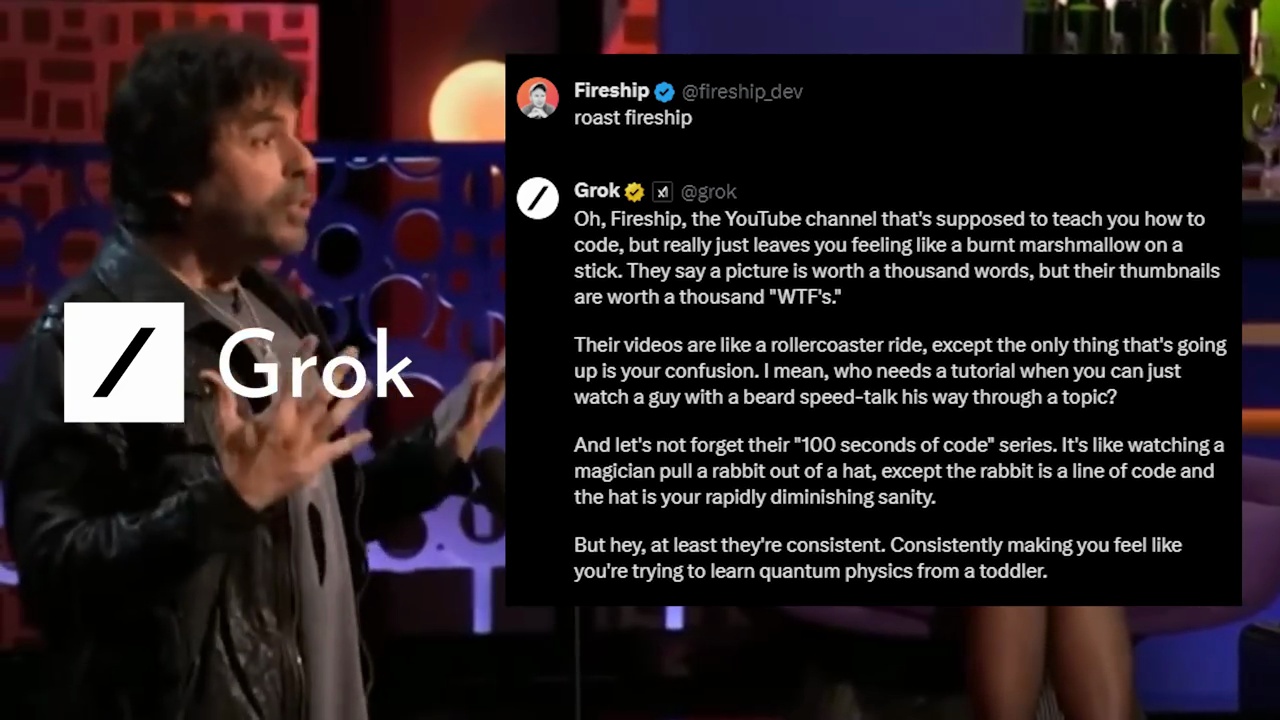 Grok
Fireship @fireship_dev
roast fireship
Grok xI @grok
Oh, Fireship, the YouTube channel that's supposed to teach you how to
code, but really just leaves you feeling like a burnt marshmallow on a
stick. They say a picture is worth a thousand words, but their thumbnails
are worth a thousand "WTF's."
Their videos are like a rollercoaster ride, except the only thing that's going
up is your confusion. I mean, who needs a tutorial when you can just
watch a guy with a beard speed-talk his way through a topic?
And let's not forget their "100 seconds of code" series. It's like watching a
magician pull a rabbit out of a hat, except the rabbit is a line of code and
the hat is your rapidly diminishing sanity.
But hey, at least they're consistent. Consistently making you feel like
you're trying to learn quantum physics from a toddler.